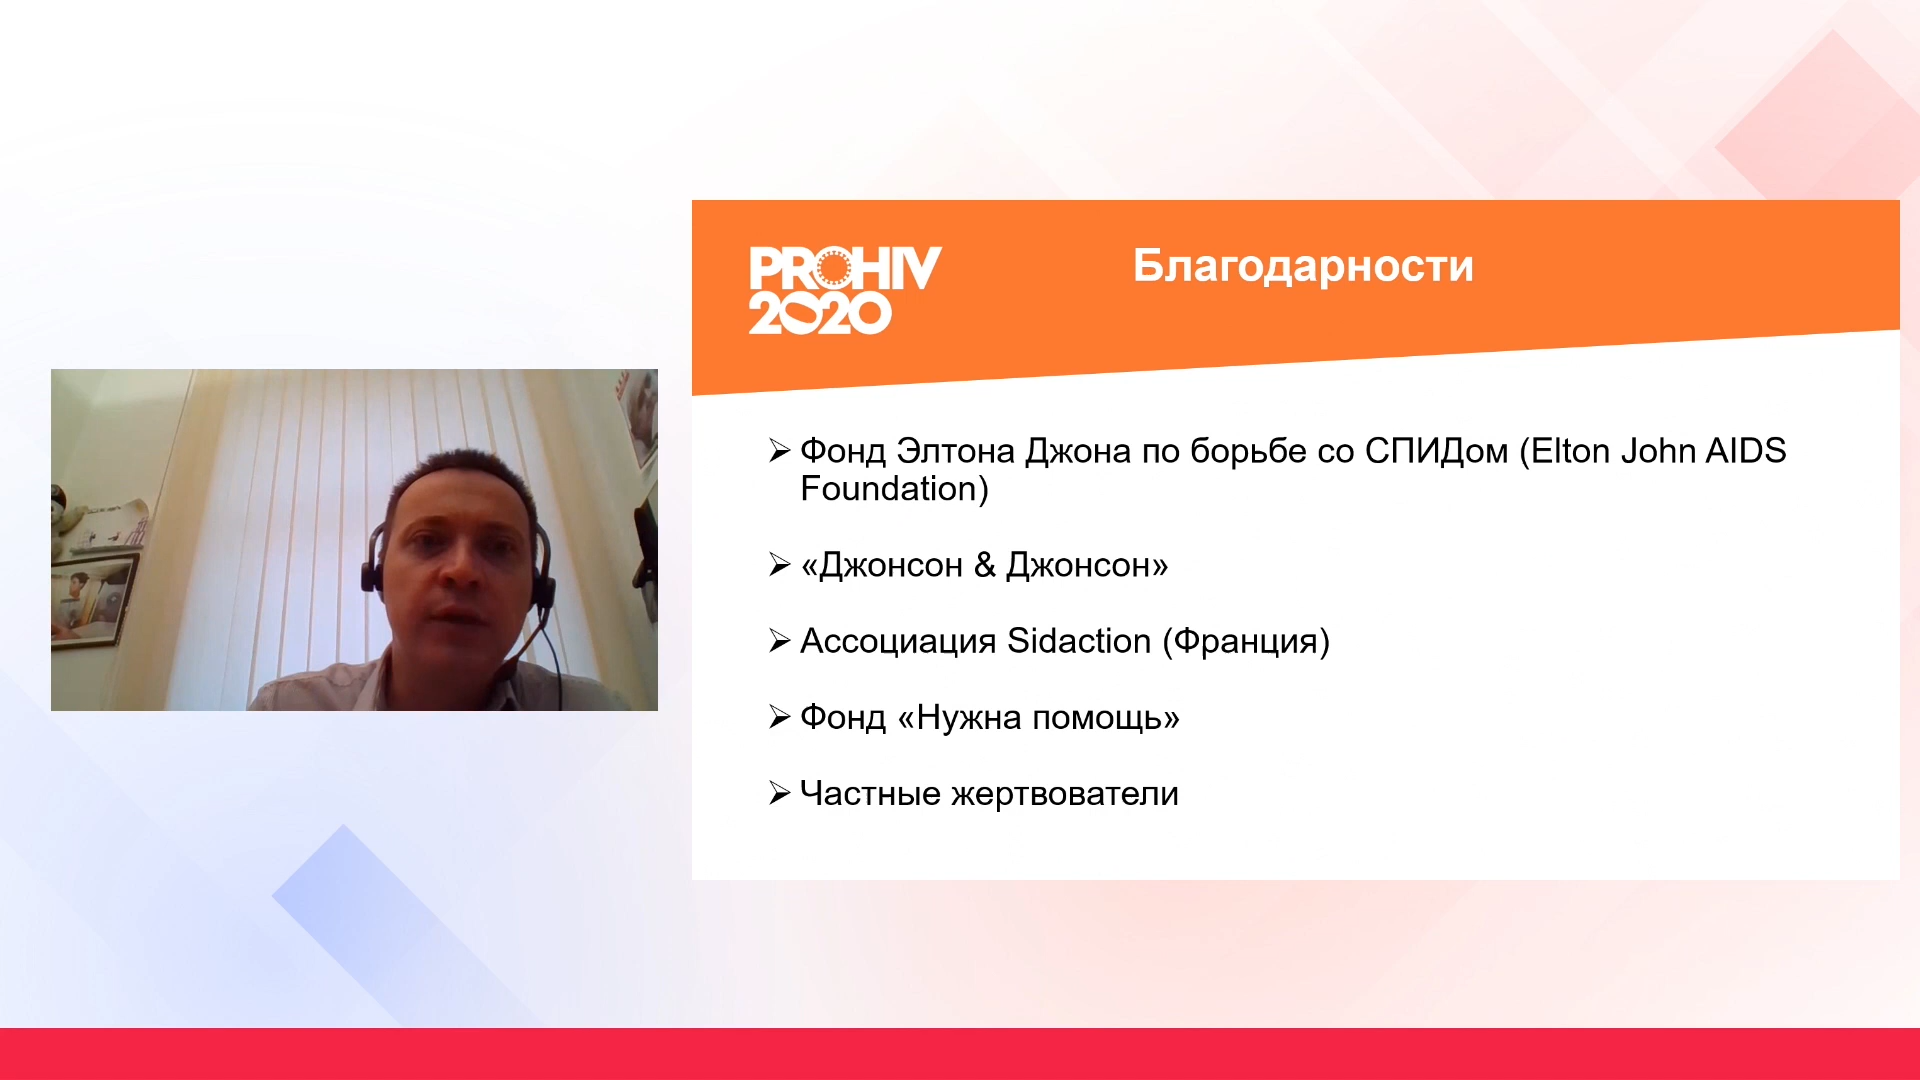 PROHIV
2020
Благодарности
➢ Фонд Элтона Джона по борьбе со СПИДом (Elton John AIDS
Foundation)
➢ «Джонсон & Джонсон»
➢ Ассоциация Sidaction (Франция)
➢ Фонд «Нужна помощь»
➢ Частные жертвователи